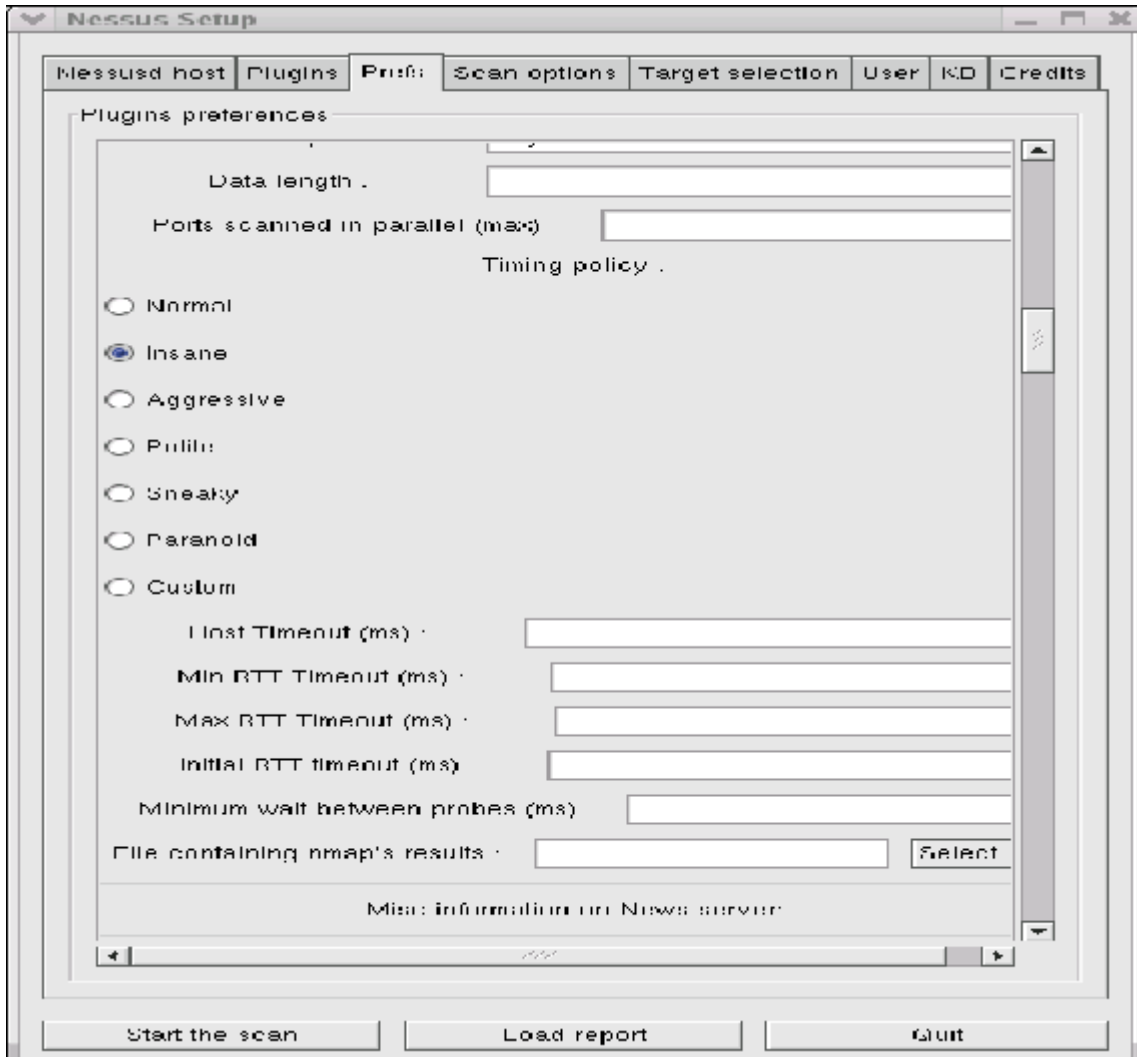 Nessus Setup
Nessusd host Plugins Prefs Scan options Target selection User KB Credits
Plugins preferences
Data length :
Ports scanned in parallel (max)
Timing policy :
Normal
Insane
Aggressive
Polite
Sneaky
Paranoid
Custom
Host Timeout (ms) :
Min RTT Timeout (ms) :
Max RTT Timeout (ms) :
Initial RTT timeout (ms)
Minimum wait between probes (ms)
File containing nmap's results : Select
Misc information on News server
Start the scan Load report Quit